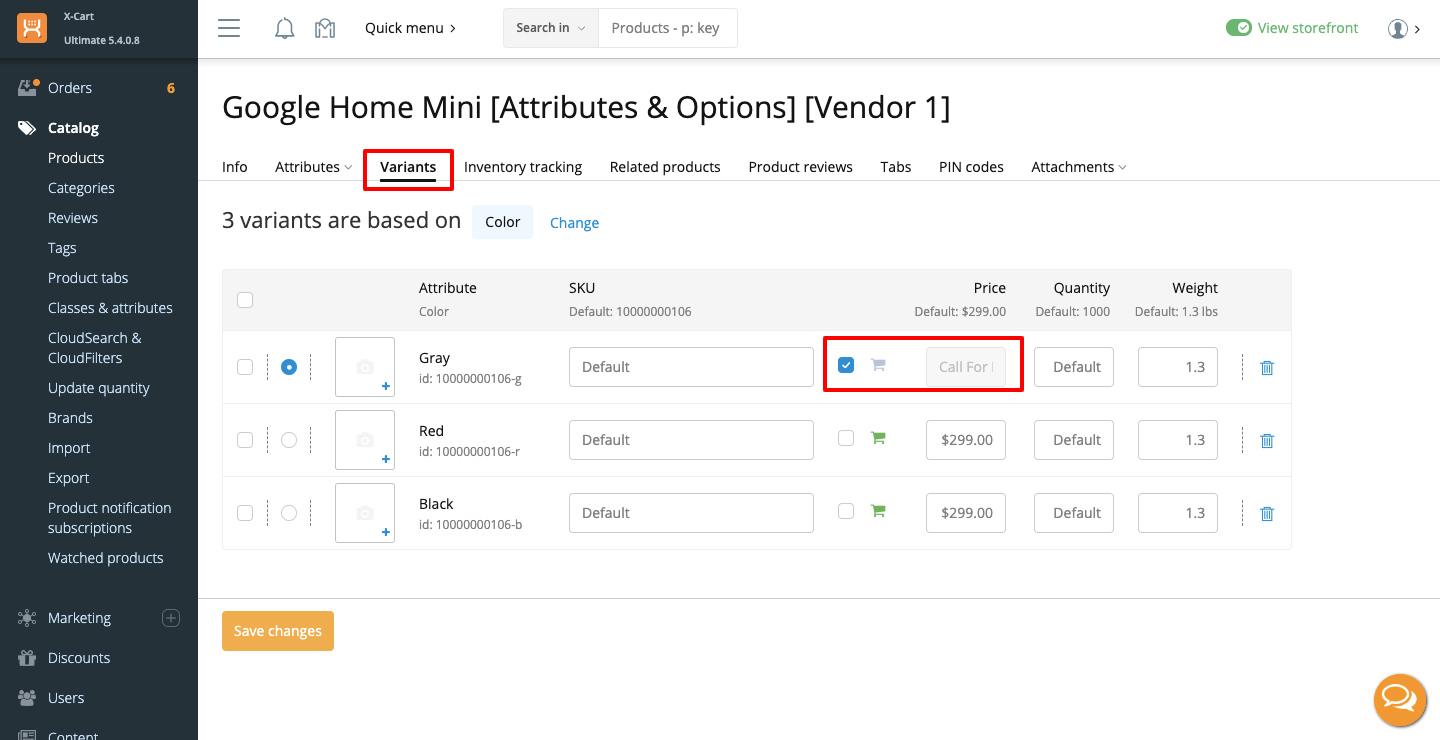 X-Cart
Ultimate 5.4.0.8
Quick menu
Search in
Products - p: key
View storefront
Orders 6
Catalog
Products
Categories
Reviews
Tags
Product tabs
Classes & attributes
CloudSearch &
CloudFilters
Update quantity
Brands
Import
Export
Product notification
subscriptions
Watched products
Marketing
Discounts
Users
Content
Google Home Mini [Attributes & Options] [Vendor 1]
Info Attributes Variants Inventory tracking Related products Product reviews Tabs PIN codes Attachments
3 variants are based on Color Change
Attribute SKU Price Quantity Weight
Color Default: 10000000106 Default: $299.00 Default: 1000 Default: 1.3 lbs
Gray
id: 10000000106-g
Default Call For Default 1.3
Red
id: 10000000106-r
Default $299.00 Default 1.3
Black
id: 10000000106-b
Default $299.00 Default 1.3
Save changes